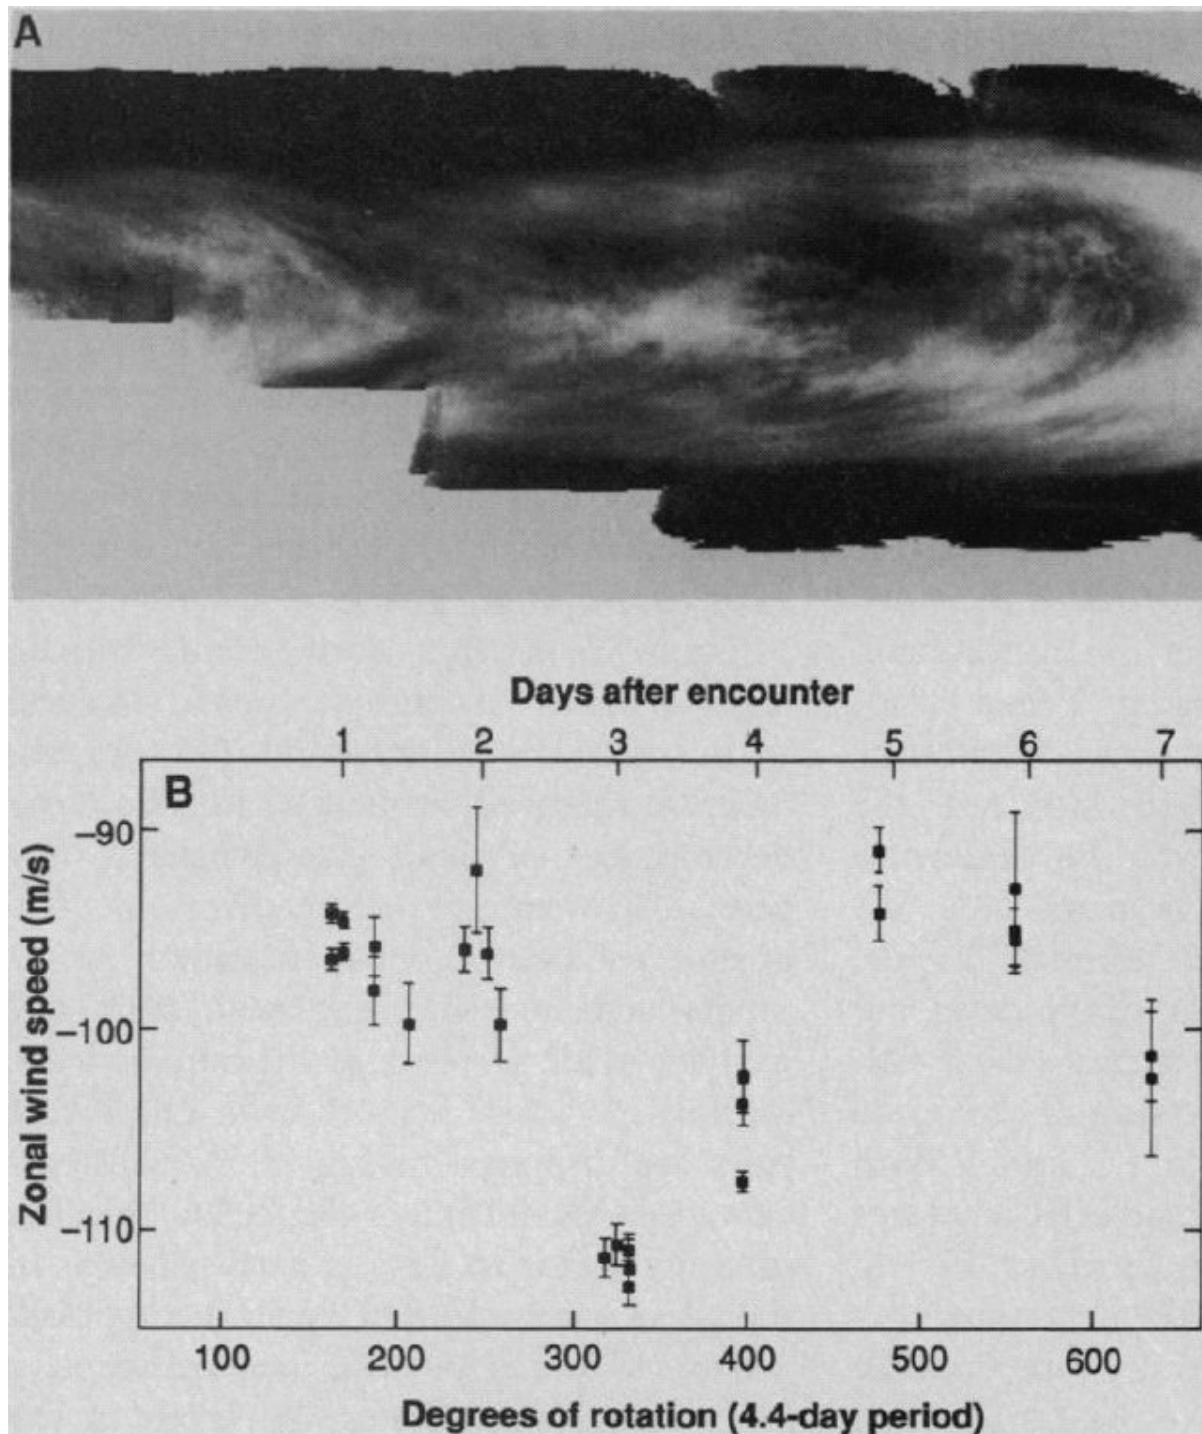 A
Days after encounter
1 2 3 4 5 6 7
B
–90
–100
–110
Zonal wind speed (m/s)
100 200 300 400 500 600
Degrees of rotation (4.4-day period)